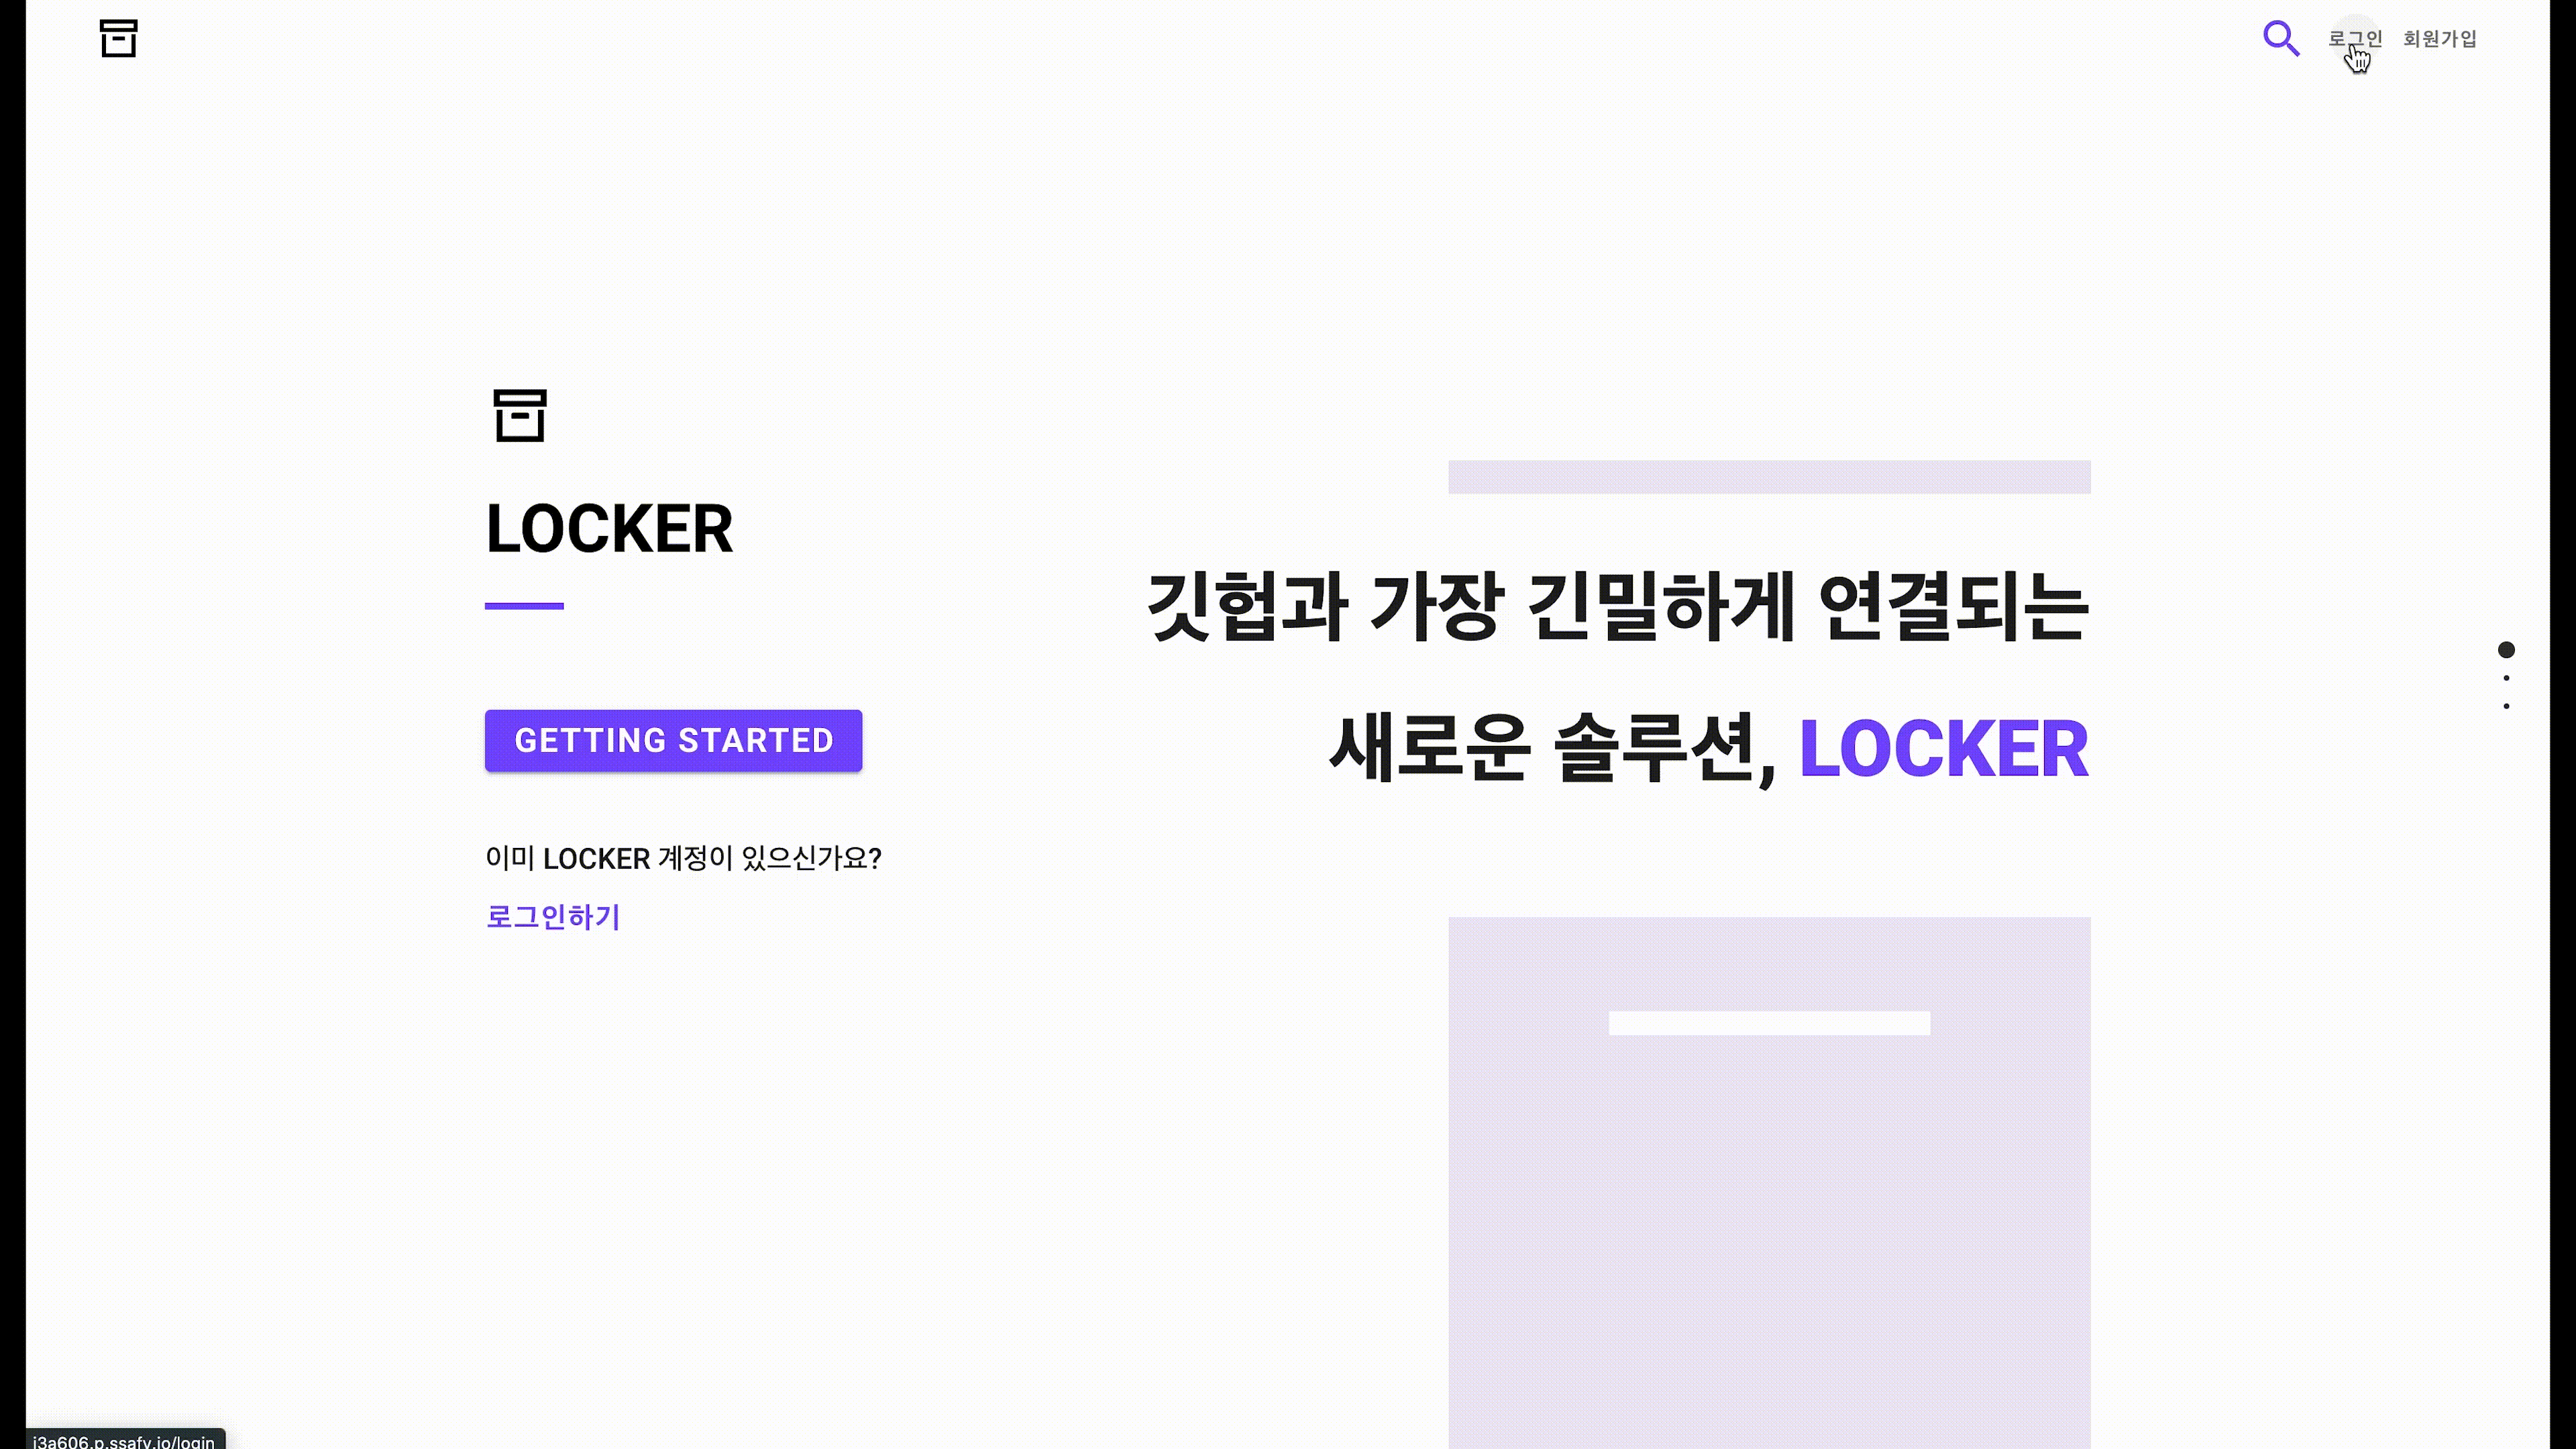 로그인 회원가입
LOCKER
GETTING STARTED
이미 LOCKER 계정이 있으신가요?
로그인하기
깃헙과 가장 긴밀하게 연결되는
새로운 솔루션, LOCKER
j3a606.p.ssafy.io/login